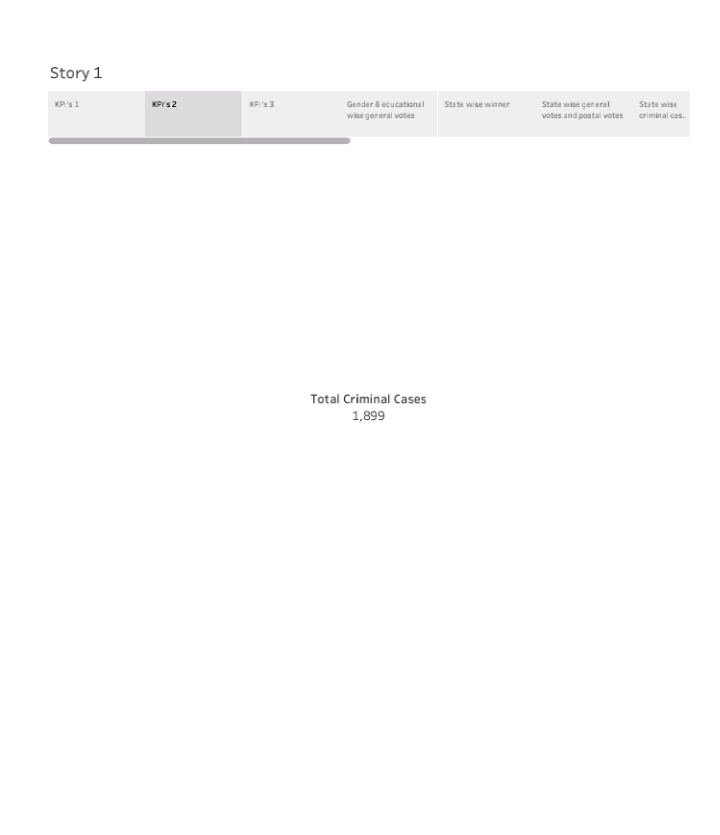 Story 1
KPI's 1
KPI's 2
KPI's 3
Gender & educational
wise general votes
State wise winner
State wise general
votes and postal votes
State wise
criminal cas..
Total Criminal Cases
1,899